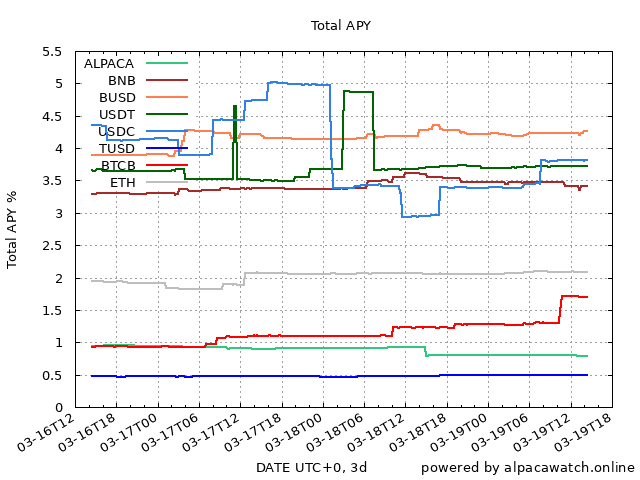 Total APY
Total APY %
5.5
5
4.5
4
3.5
3
2.5
2
1.5
1
0.5
0
ALPACA
BNB
BUSD
USDT
USDC
TUSD
BTCB
ETH
03-16T12
03-16T18
03-17T00
03-17T06
03-17T12
03-17T18
03-18T00
03-18T06
03-18T12
03-18T18
03-19T00
03-19T06
03-19T12
03-19T18
DATE UTC+0, 3d
powered by alpacawatch.online